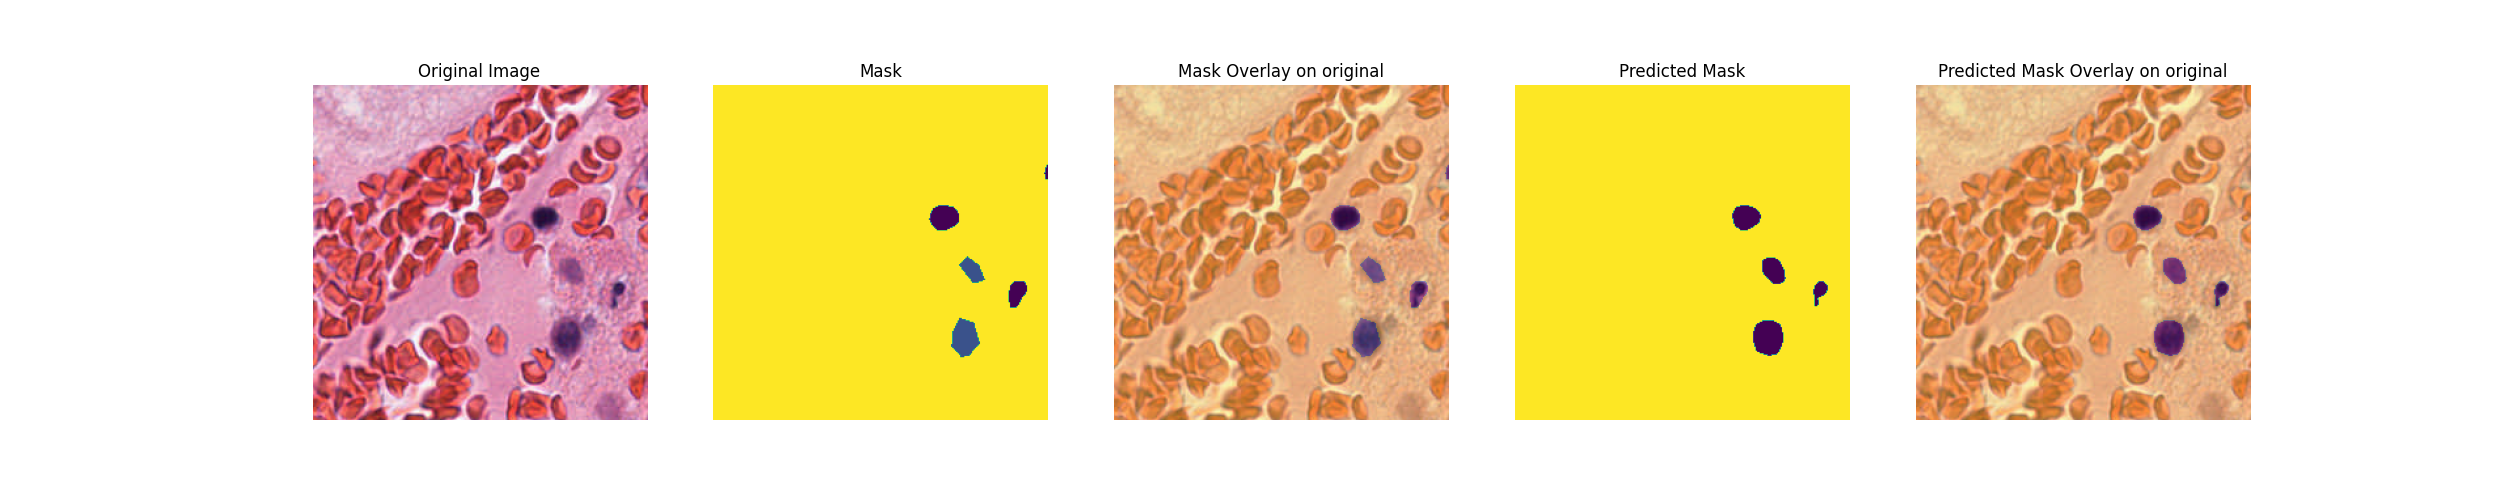 Original Image
Mask
Mask Overlay on original
Predicted Mask
Predicted Mask Overlay on original